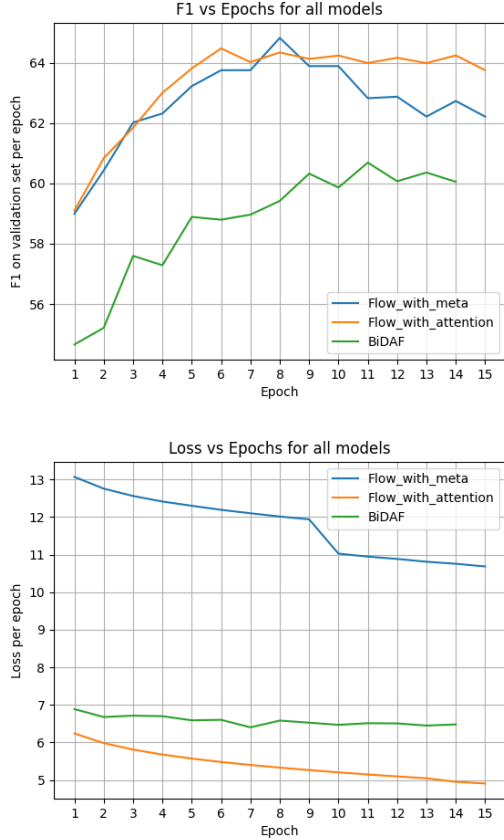 F1 vs Epochs for all models
F1 on validation set per epoch
64
62
60
58
56
Flow_with_meta
Flow_with_attention
BiDAF
1 2 3 4 5 6 7 8 9 10 11 12 13 14 15
Epoch
Loss vs Epochs for all models
Loss per epoch
13
12
11
10
9
8
7
6
5
Flow_with_meta
Flow_with_attention
BiDAF
1 2 3 4 5 6 7 8 9 10 11 12 13 14 15
Epoch